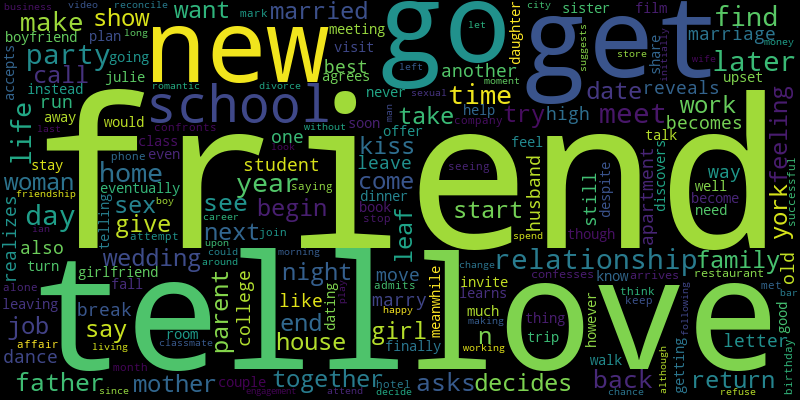 business video reconcile mark long city sister film let
boyfriend make show want married new go get find
plan going party julie call meeting best visit agrees another daughter suggests share marriage later
accepts instead run away school time date reveals upset money wife
life would class confronts even never soon offer help take try high meet work becomes
last phone without man company store initially
friend
stay home one student kiss leave feel talk way feeling
woman eventually year saying come dinner seeing husband still despite apartment discovers well become need
friendship boy sex see begin book stop start successful
realizes day telling give career join leaf though york old
ian attempt next upon spend
also wedding could around relationship family
turn girlfriend night morning move admits change confesses know arrives restaurant met bar
tell love
alone fall parent college like dating play marry learns invite think keep following good
leaving break room end happy much making thing however letter birthday
job say house girl n trip
affair living classmate finally meanwhile working walk
dance month hotel getting although chance
father since mother couple engagement together attend decide asks decides back return refuse
romantic divorce left moment sexual look